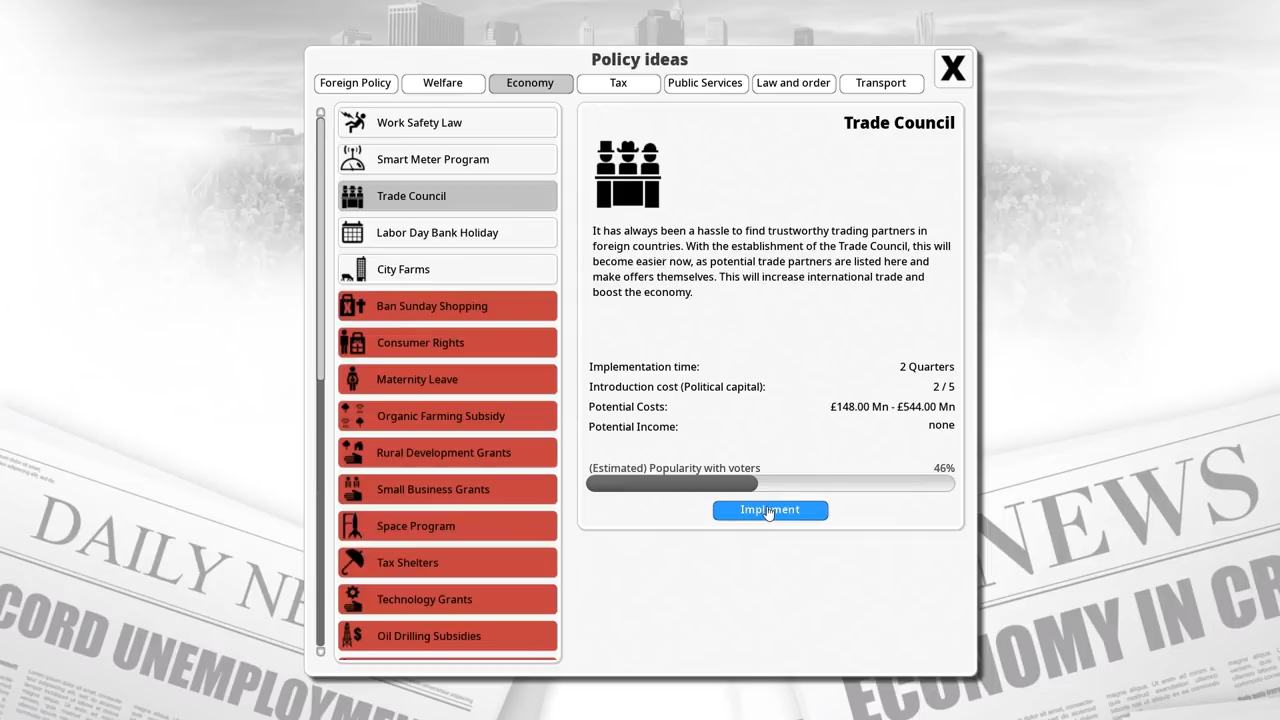 Policy ideas
X
Foreign Policy
Welfare
Economy
Tax
Public Services
Law and order
Transport
Work Safety Law
Smart Meter Program
Trade Council
Labor Day Bank Holiday
City Farms
Ban Sunday Shopping
Consumer Rights
Maternity Leave
Organic Farming Subsidy
Rural Development Grants
Small Business Grants
Space Program
Tax Shelters
Technology Grants
Oil Drilling Subsidies
Trade Council
It has always been a hassle to find trustworthy trading partners in
foreign countries. With the establishment of the Trade Council, this will
become easier now, as potential trade partners are listed here and
make offers themselves. This will increase international trade and
boost the economy.
Implementation time: 2 Quarters
Introduction cost (Political capital): 2 / 5
Potential Costs: £148.00 Mn - £544.00 Mn
Potential Income: none
(Estimated) Popularity with voters 46%
Implement
DAILY NE
CORD UNEMPLOYM
NEWS
ECONOMY IN CR